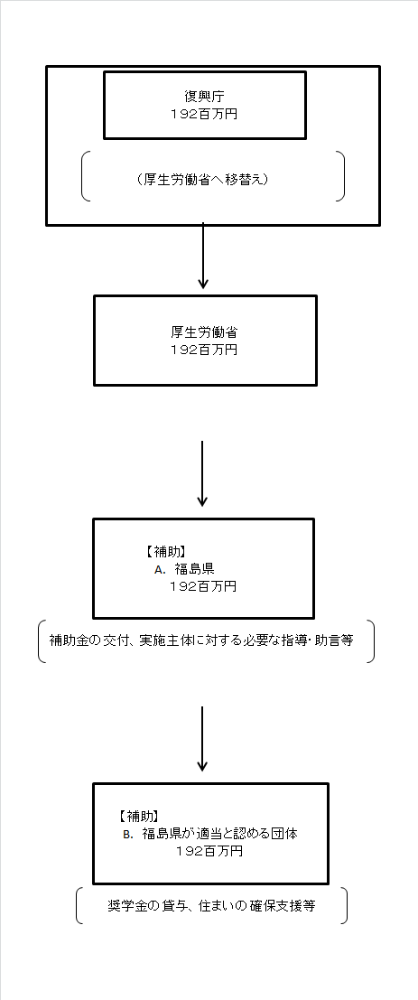 復興庁
１９２百万円
（厚生労働省へ移替え）
厚生労働省
１９２百万円
【補助】
A. 福島県
１９２百万円
補助金の交付、実施主体に対する必要な指導・助言等
【補助】
B. 福島県が適当と認める団体
１９２百万円
奨学金の貸与、住まいの確保支援等